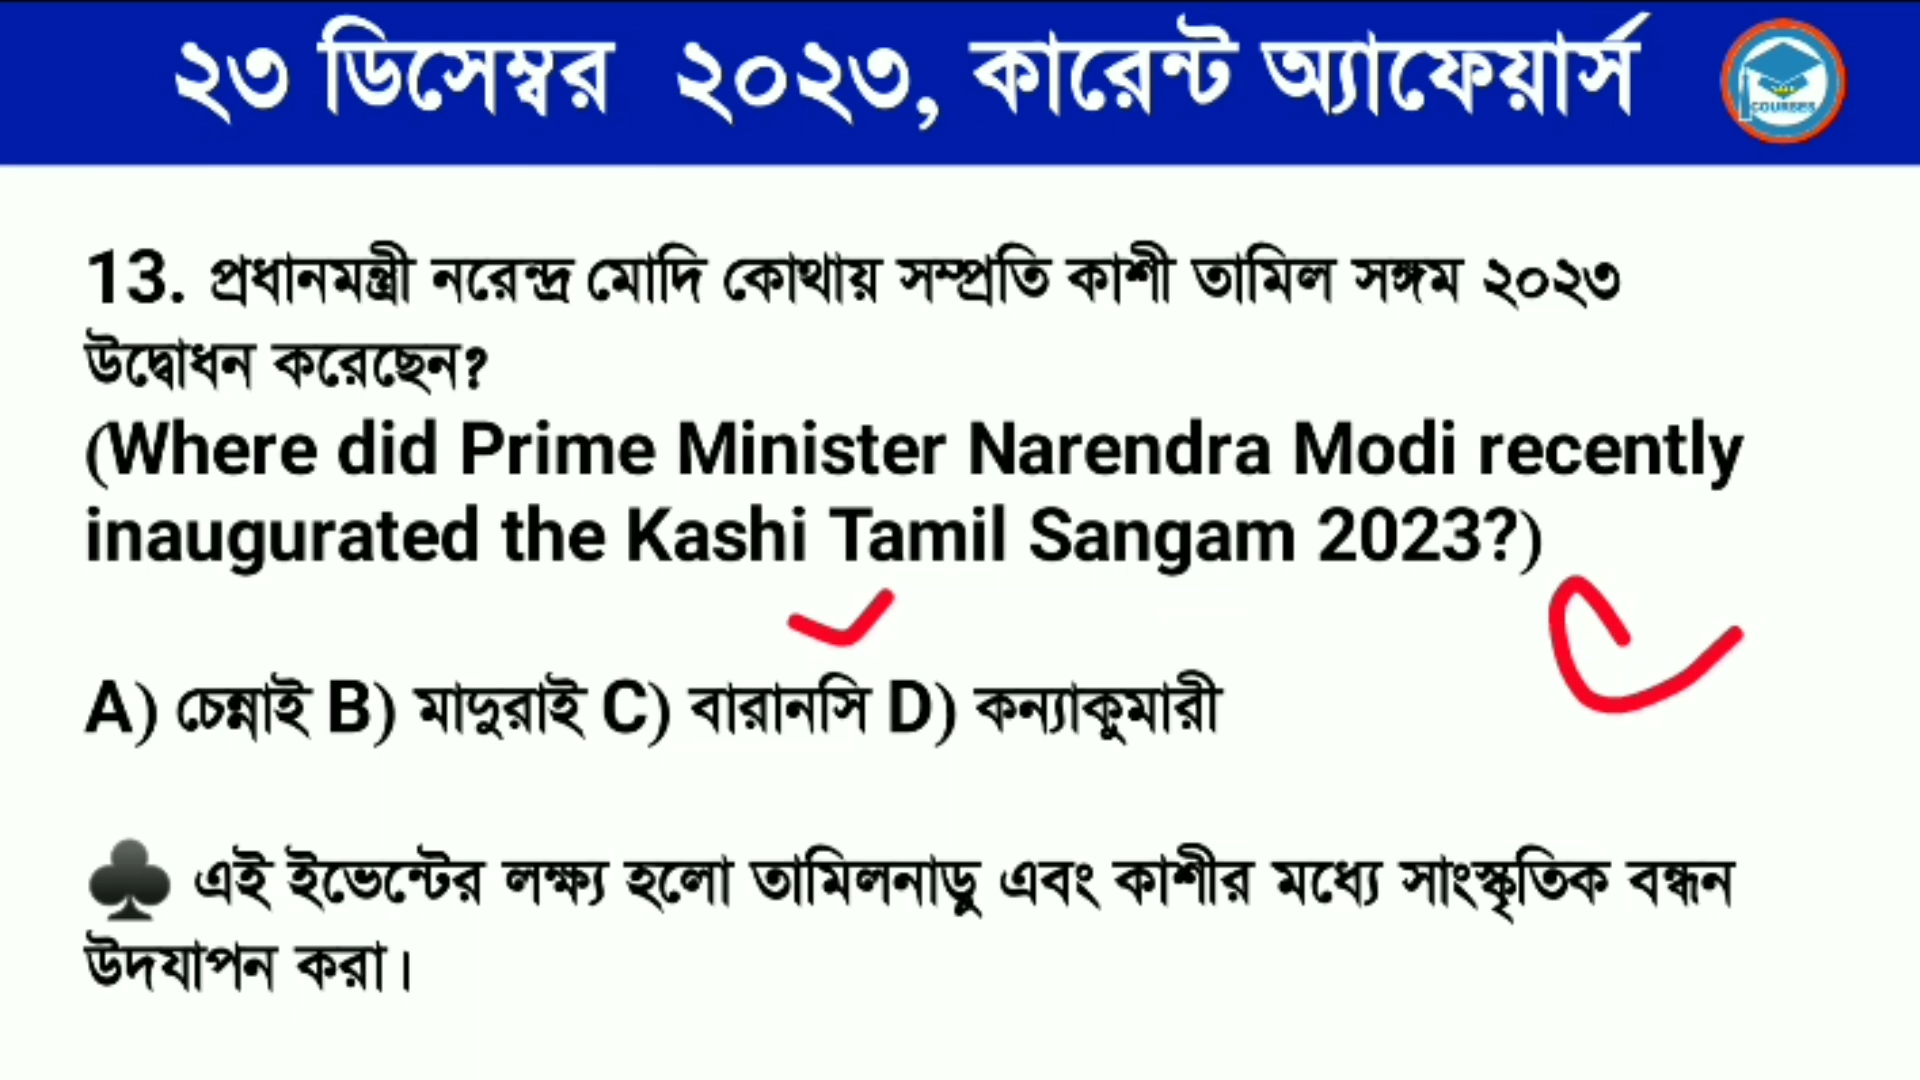 ২৩ ডিসেম্বর ২০২৩, কারেন্ট অ্যাফেয়ার্স
COURSES
13. প্রধানমন্ত্রী নরেন্দ্র মোদি কোথায় সম্প্রতি কাশী তামিল সঙ্গম ২০২৩
উদ্বোধন করেছেন?
(Where did Prime Minister Narendra Modi recently
inaugurated the Kashi Tamil Sangam 2023?)
A) চেন্নাই B) মাদুরাই C) বারানসি D) কন্যাকুমারী
♣ এই ইভেন্টের লক্ষ্য হলো তামিলনাড়ু এবং কাশীর মধ্যে সাংস্কৃতিক বন্ধন
উদযাপন করা।